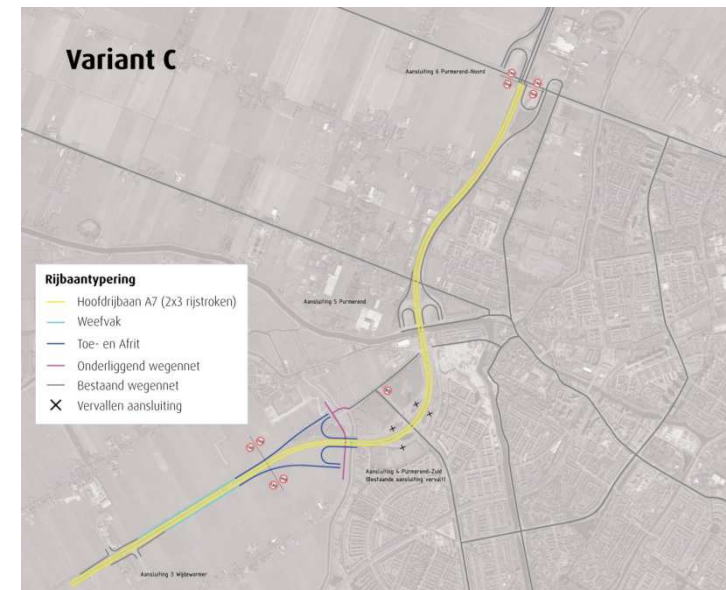 Variant C
Aansluiting 6 Purmerend-Noord
Rijbaantypering
Hoofdrijbaan A7 (2x3 rijstroken)
Weefvak
Toe- en Afrit
Onderliggend wegennet
Bestaand wegennet
Vervallen aansluiting
Aansluiting 5 Purmerend
Aansluiting 4 Purmerend-Zuid
(Bestaande aansluiting vervalt)
Aansluiting 3 Wijdewormer